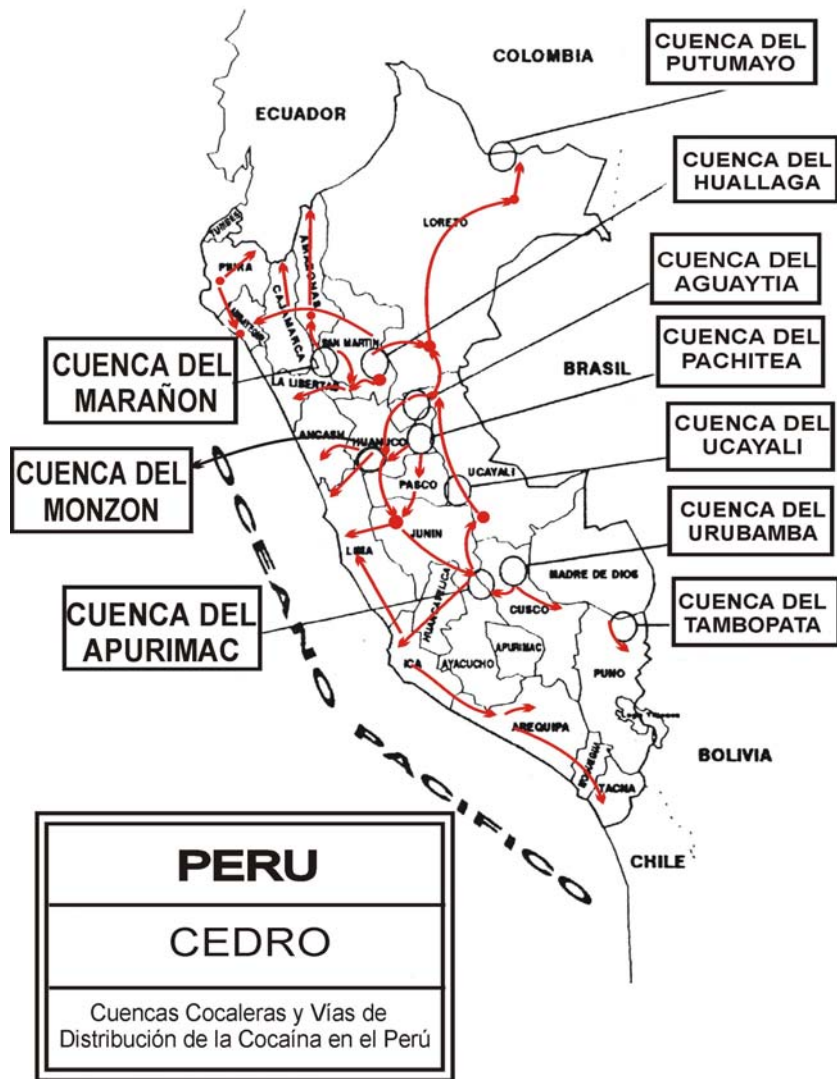 COLOMBIA
ECUADOR
CUENCA DEL
PUTUMAYO
CUENCA DEL
HUALLAGA
CUENCA DEL
AGUAYTIA
CUENCA DEL
PACHITEA
CUENCA DEL
UCAYALI
CUENCA DEL
URUBAMBA
CUENCA DEL
TAMBOPATA
CUENCA DEL
MARAÑON
CUENCA DEL
MONZON
CUENCA DEL
APURIMAC
TUMBES
PIURA
CAJAMARCA
AMAZONAS
LORETO
SAN MARTIN
LA LIBERTAD
ANCASH
HUANUCO
PASCO
UCAYALI
JUNIN
LIMA
HUANCAVELICA
ICA
AYACUCHO
APURIMAC
CUSCO
MADRE DE DIOS
PUNO
AREQUIPA
MOQUEGUA
TACNA
BRASIL
BOLIVIA
CHILE
OCEANO PACIFICO
PERU
CEDRO
Cuencas Cocaleras y Vías de
Distribución de la Cocaína en el Perú